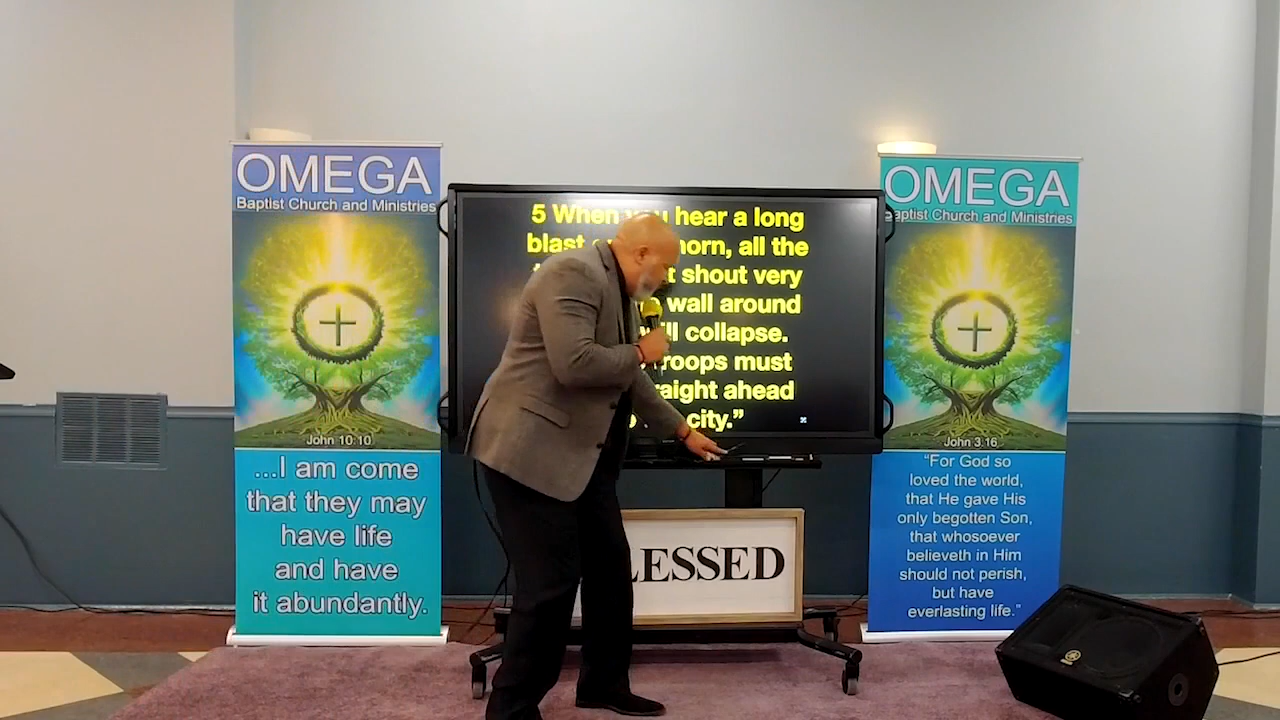 OMEGA
Baptist Church and Ministries
John 10:10
...I am come
that they may
have life
and have
it abundantly.
5 When you hear a long
blast horn, all the
shout very
wall around
collapse.
troops must
straight ahead
city.”
LESSED
OMEGA
Baptist Church and Ministries
John 3:16
“For God so
loved the world,
that He gave His
only begotten Son,
that whosoever
believeth in Him
should not perish,
but have
everlasting life.”